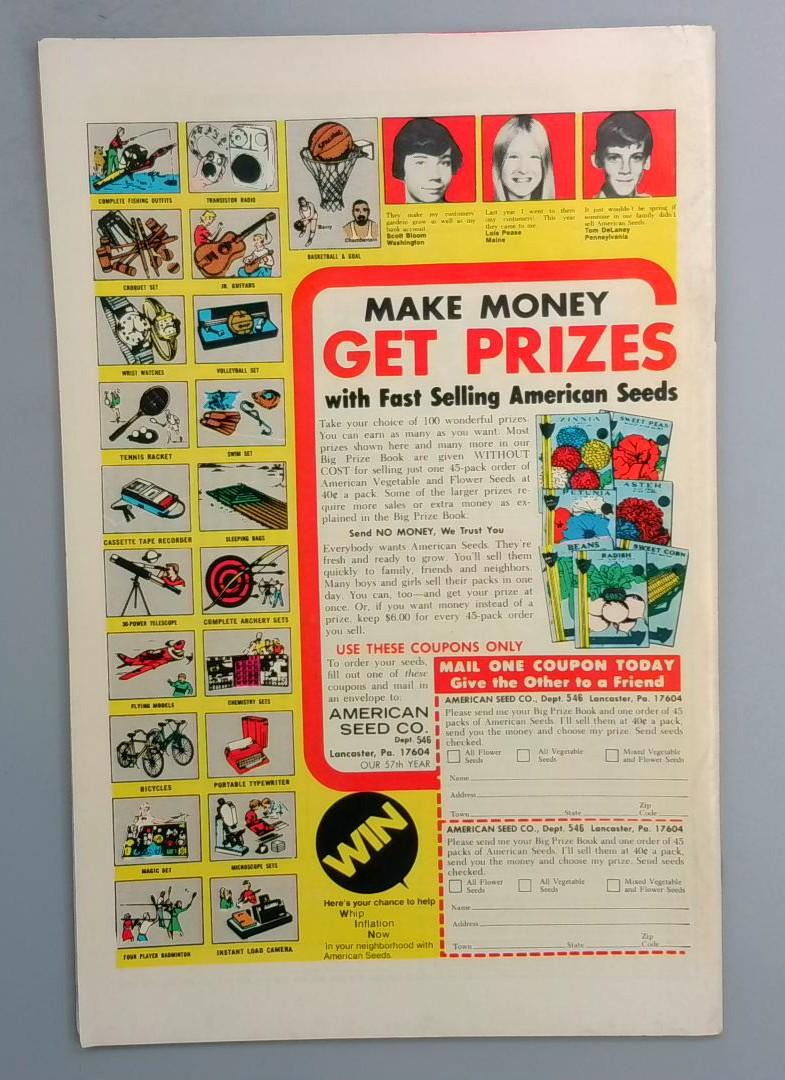 COMPLETE FISHING OUTFITS
TRANSISTOR RADIO
CROQUET SET
JR. GUITARS
WRIST WATCHES
VOLLEYBALL SET
TENNIS RACKET
SWIM SET
CASSETTE TAPE RECORDER
SLEEPING BAGS
30-POWER TELESCOPE
COMPLETE ARCHERY SETS
FLYING MODELS
CHEMISTRY SETS
BICYCLES
PORTABLE TYPEWRITER
MAGIC SET
MICROSCOPE SETS
FOUR PLAYER BADMINTON
INSTANT LOAD CAMERA
SPALDING
Barry
Chamberlain
BASKETBALL & GOAL
They make my customers
gardens grow as well as my
bank account.
Scott Bloom
Washington
Last year I went to them
my customers! This year
they came to me.
Lois Pease
Maine
It just wouldn't be spring if
someone in our family didn't
sell American Seeds.
Tom DeLaney
Pennsylvania
MAKE MONEY
GET PRIZES
with Fast Selling American Seeds
Take your choice of 100 wonderful prizes.
You can earn as many as you want. Most
prizes shown here and many more in our
Big Prize Book are given WITHOUT
COST for selling just one 45-pack order of
American Vegetable and Flower Seeds at
40¢ a pack. Some of the larger prizes re-
quire more sales or extra money as ex-
plained in the Big Prize Book.
Send NO MONEY, We Trust You
Everybody wants American Seeds. They're
fresh and ready to grow. You'll sell them
quickly to family, friends and neighbors.
Many boys and girls sell their packs in one
day. You can, too—and get your prize at
once. Or, if you want money instead of a
prize, keep $6.00 for every 45-pack order
you sell.
ZINNIA
SWEET PEAS
PETUNIA
ASTER
BEANS
RADISH
SWEET CORN
USE THESE COUPONS ONLY
To order your seeds,
fill out one of these
coupons and mail in
an envelope to:
AMERICAN
SEED CO.
Dept. 546
Lancaster, Pa. 17604
OUR 57th YEAR
MAIL ONE COUPON TODAY
Give the Other to a Friend
AMERICAN SEED CO., Dept. 546 Lancaster, Pa. 17604
Please send me your Big Prize Book and one order of 45
packs of American Seeds. I'll sell them at 40¢ a pack,
send you the money and choose my prize. Send seeds
checked.
All Flower Seeds
All Vegetable Seeds
Mixed Vegetable and Flower Seeds
Name
Address
Town State Zip Code
AMERICAN SEED CO., Dept. 546 Lancaster, Pa. 17604
Please send me your Big Prize Book and one order of 45
packs of American Seeds. I'll sell them at 40¢ a pack,
send you the money and choose my prize. Send seeds
checked.
All Flower Seeds
All Vegetable Seeds
Mixed Vegetable and Flower Seeds
Name
Address
Town State Zip Code
WIN
Here's your chance to help
Whip
Inflation
Now
in your neighborhood with
American Seeds.